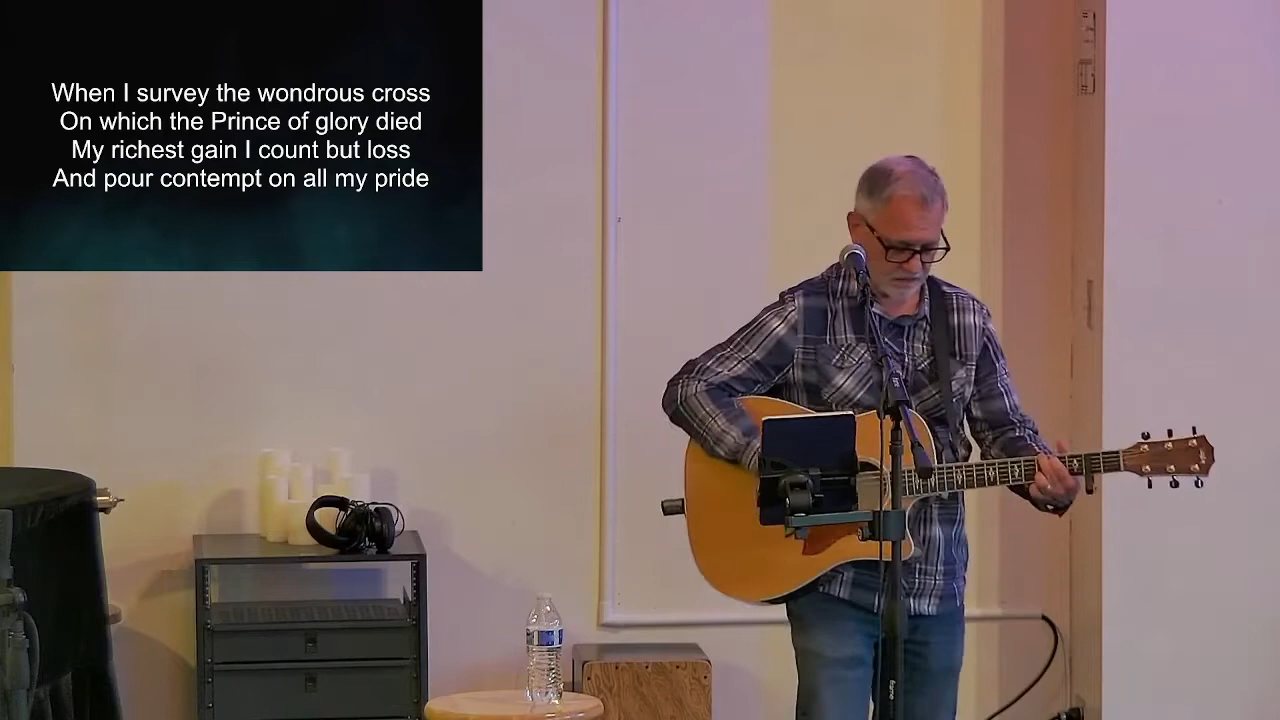 When I survey the wondrous cross
On which the Prince of glory died
My richest gain I count but loss
And pour contempt on all my pride